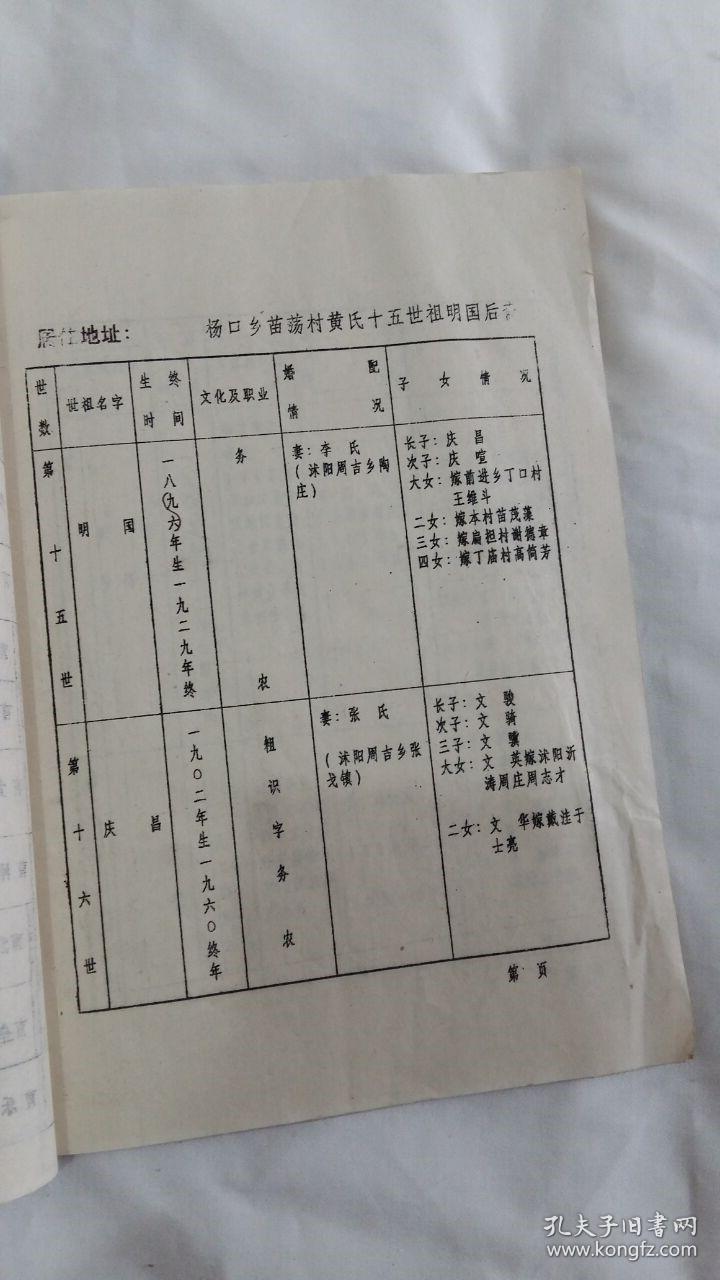 居住地址： 杨口乡苗荡村黄氏十五世祖明国后
世数 世祖名字 生终时间 文化及职业 婚配情况 子女情况
第十五世
明国
一八九六年生一九二九年终
务农
妻：李 氏
（沭阳周吉乡陶
庄）
长子：庆 昌
次子：庆 喧
大女：嫁前进乡丁口村
王维斗
二女：嫁本村苗茂藻
三女：嫁扁担村谢德章
四女：嫁丁庙村高简芳
第十六世
庆昌
一九〇二年生一九六〇终年
粗识字务农
妻：张 氏
（沭阳周吉乡张
戈镇）
长子：文 骏
次子：文 骑
三子：文 骥
大女：文 英嫁沭阳沂
涛周庄周志才
二女：文 华嫁戴洼于
士亮
第 页
孔夫子旧书网
www.kongfz.com